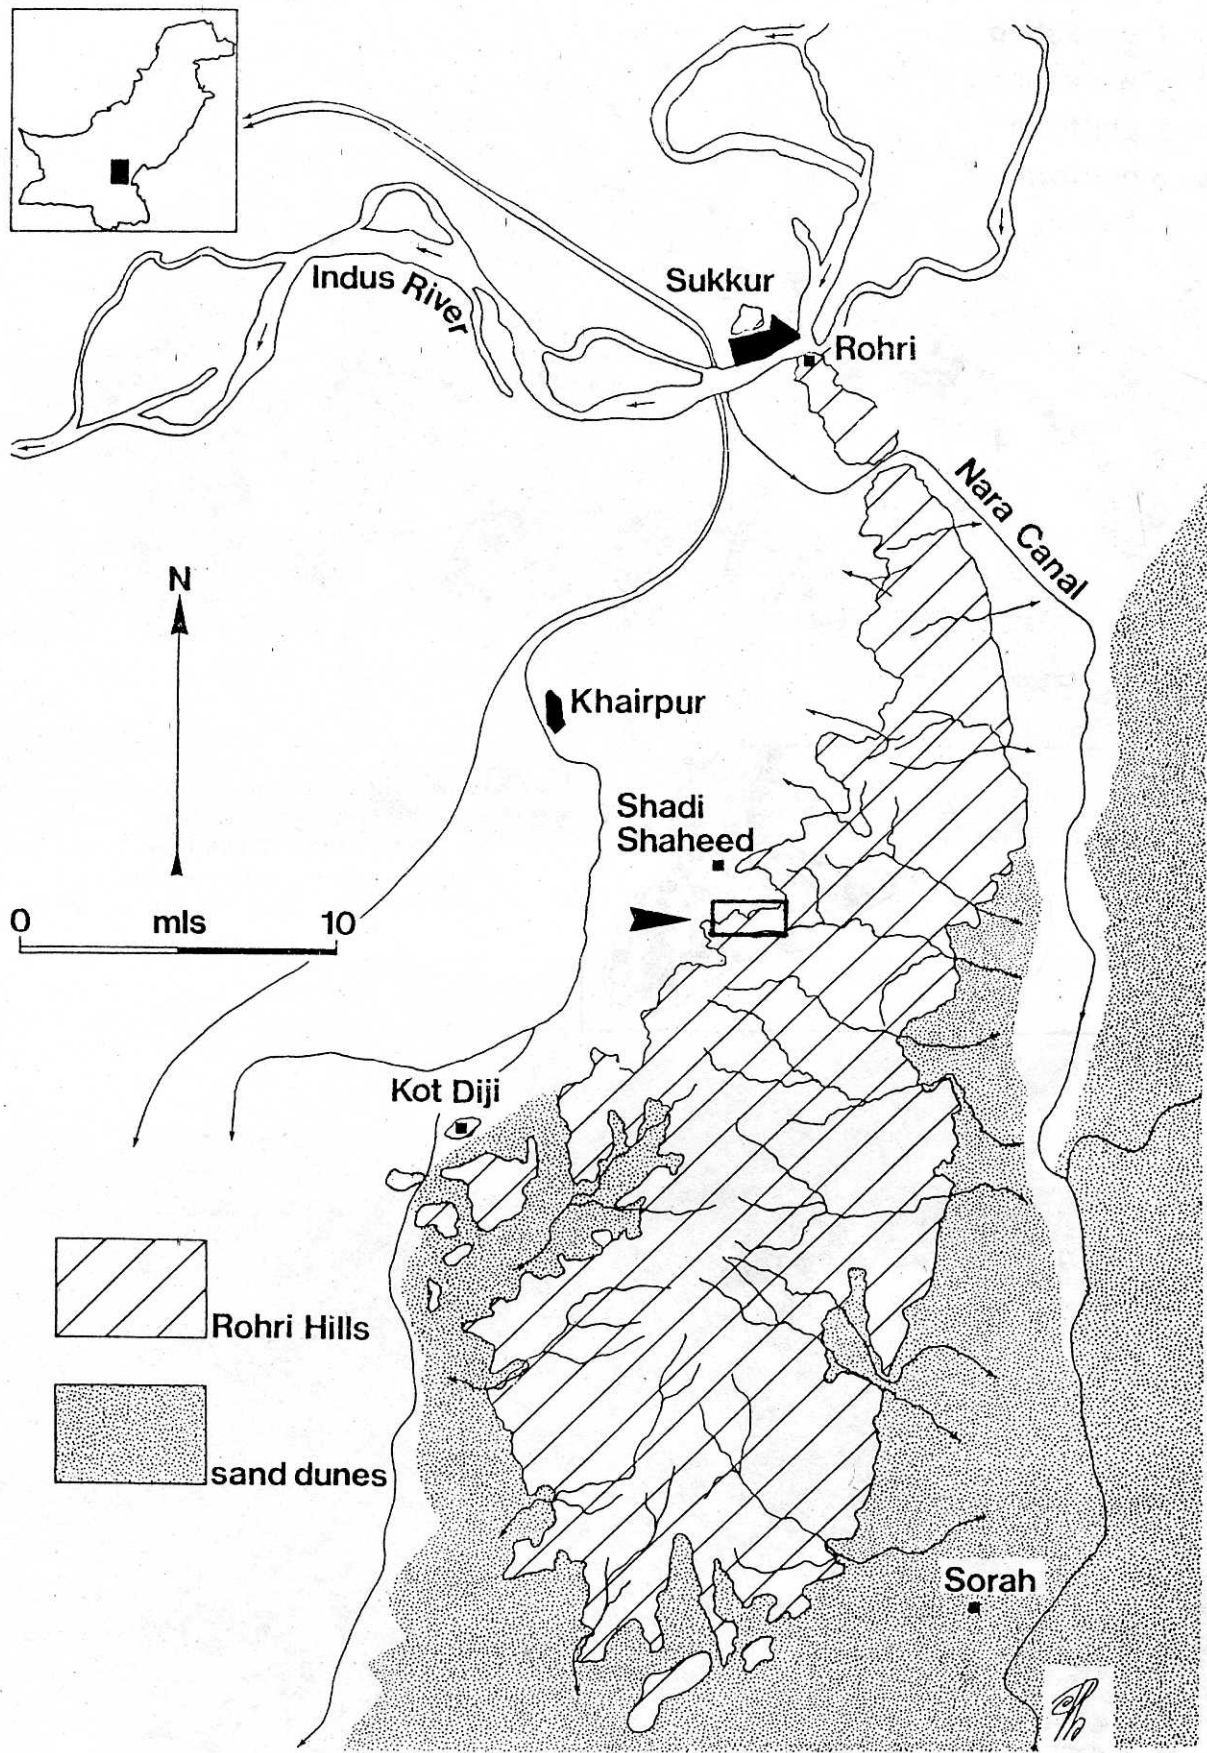 Sukkur
Indus River
Rohri
Nara Canal
N
Khairpur
Shadi
Shaheed
0 mls 10
Kot Diji
Rohri Hills
sand dunes
Sorah